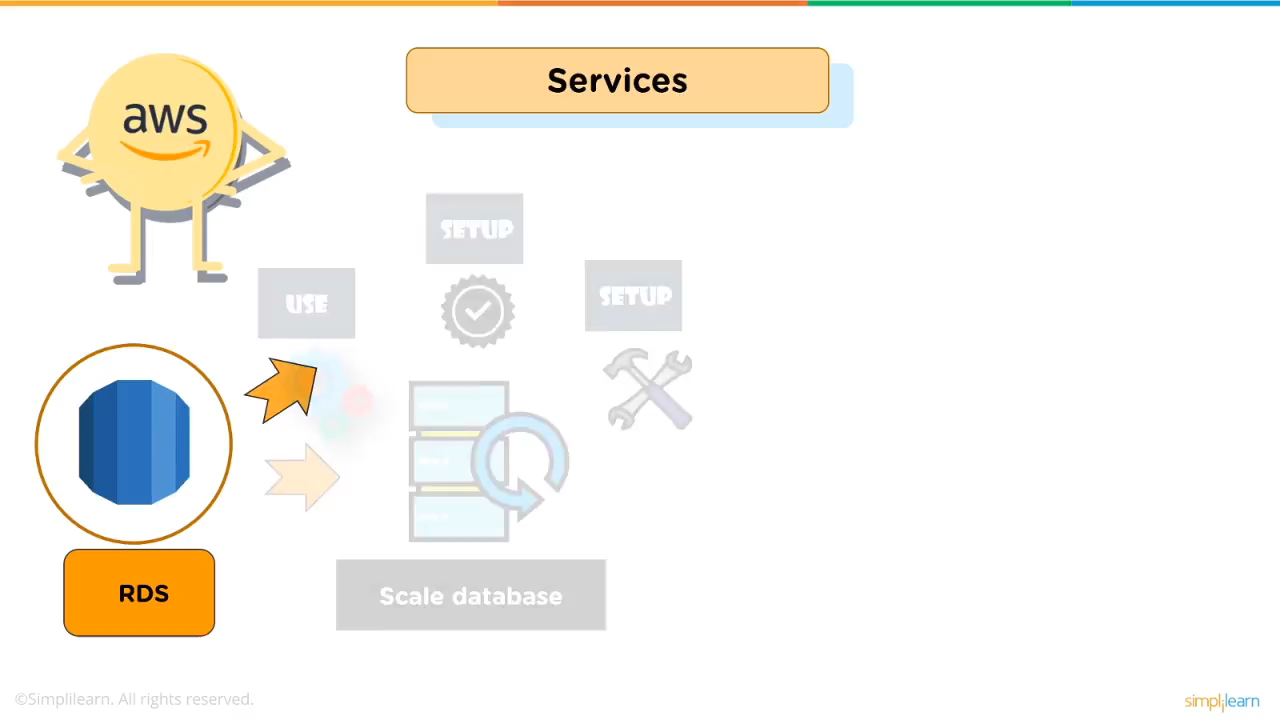 Services
aws
SETUP
USE
SETUP
RDS
Scale database
©Simplilearn. All rights reserved.
simplilearn